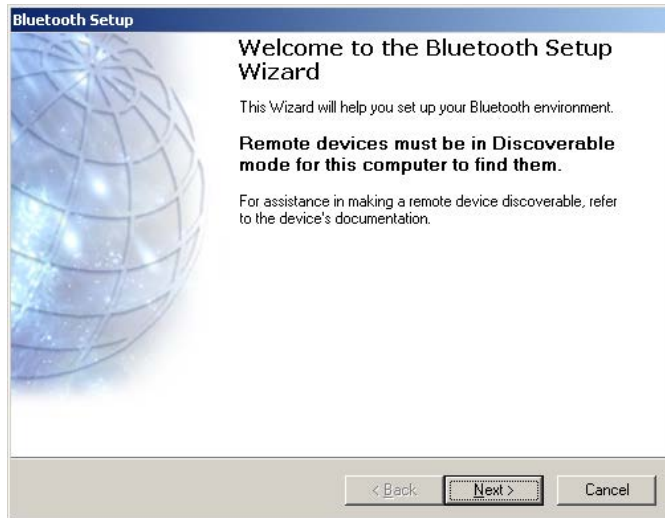 Bluetooth Setup
Welcome to the Bluetooth Setup
Wizard
This Wizard will help you set up your Bluetooth environment.
Remote devices must be in Discoverable
mode for this computer to find them.
For assistance in making a remote device discoverable, refer
to the device's documentation.
< Back
Next >
Cancel